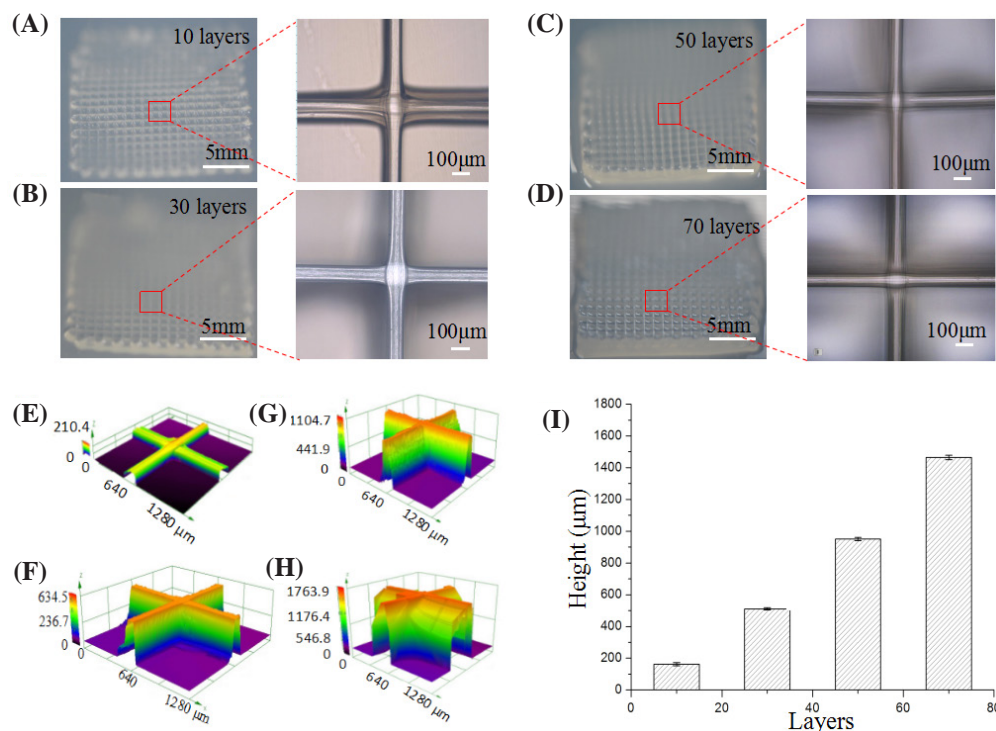 (A)
10 layers
5mm
100μm
(B)
30 layers
5mm
100μm
(C)
50 layers
5mm
100μm
(D)
70 layers
5mm
100μm
(E)
210.4
0
0
640
1280 μm
(F)
634.5
236.7
0
0
640
1280 μm
(G)
1104.7
441.9
0
0
640
1280 μm
(H)
1763.9
1176.4
546.8
0
0
640
1280 μm
(I)
Height (μm)
1800
1600
1400
1200
1000
800
600
400
200
0
0 20 40 60 80
Layers